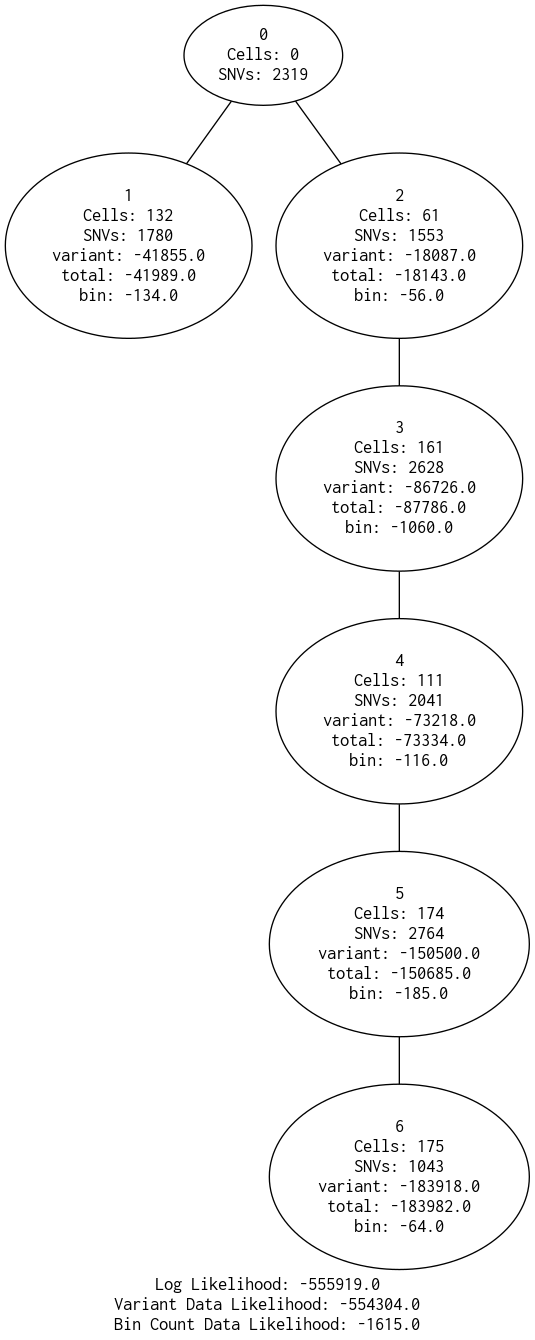 0
Cells: 0
SNVs: 2319
1
Cells: 132
SNVs: 1780
variant: -41855.0
total: -41989.0
bin: -134.0
2
Cells: 61
SNVs: 1553
variant: -18087.0
total: -18143.0
bin: -56.0
3
Cells: 161
SNVs: 2628
variant: -86726.0
total: -87786.0
bin: -1060.0
4
Cells: 111
SNVs: 2041
variant: -73218.0
total: -73334.0
bin: -116.0
5
Cells: 174
SNVs: 2764
variant: -150500.0
total: -150685.0
bin: -185.0
6
Cells: 175
SNVs: 1043
variant: -183918.0
total: -183982.0
bin: -64.0
Log Likelihood: -555919.0
Variant Data Likelihood: -554304.0
Bin Count Data Likelihood: -1615.0